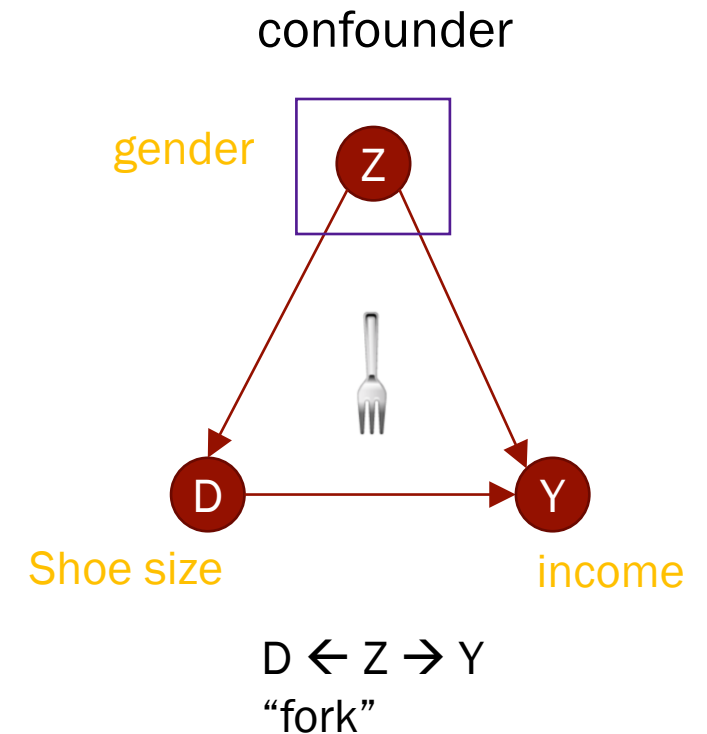 confounder
gender
Z
D
Y
Shoe size
income
D ← Z → Y
“fork”